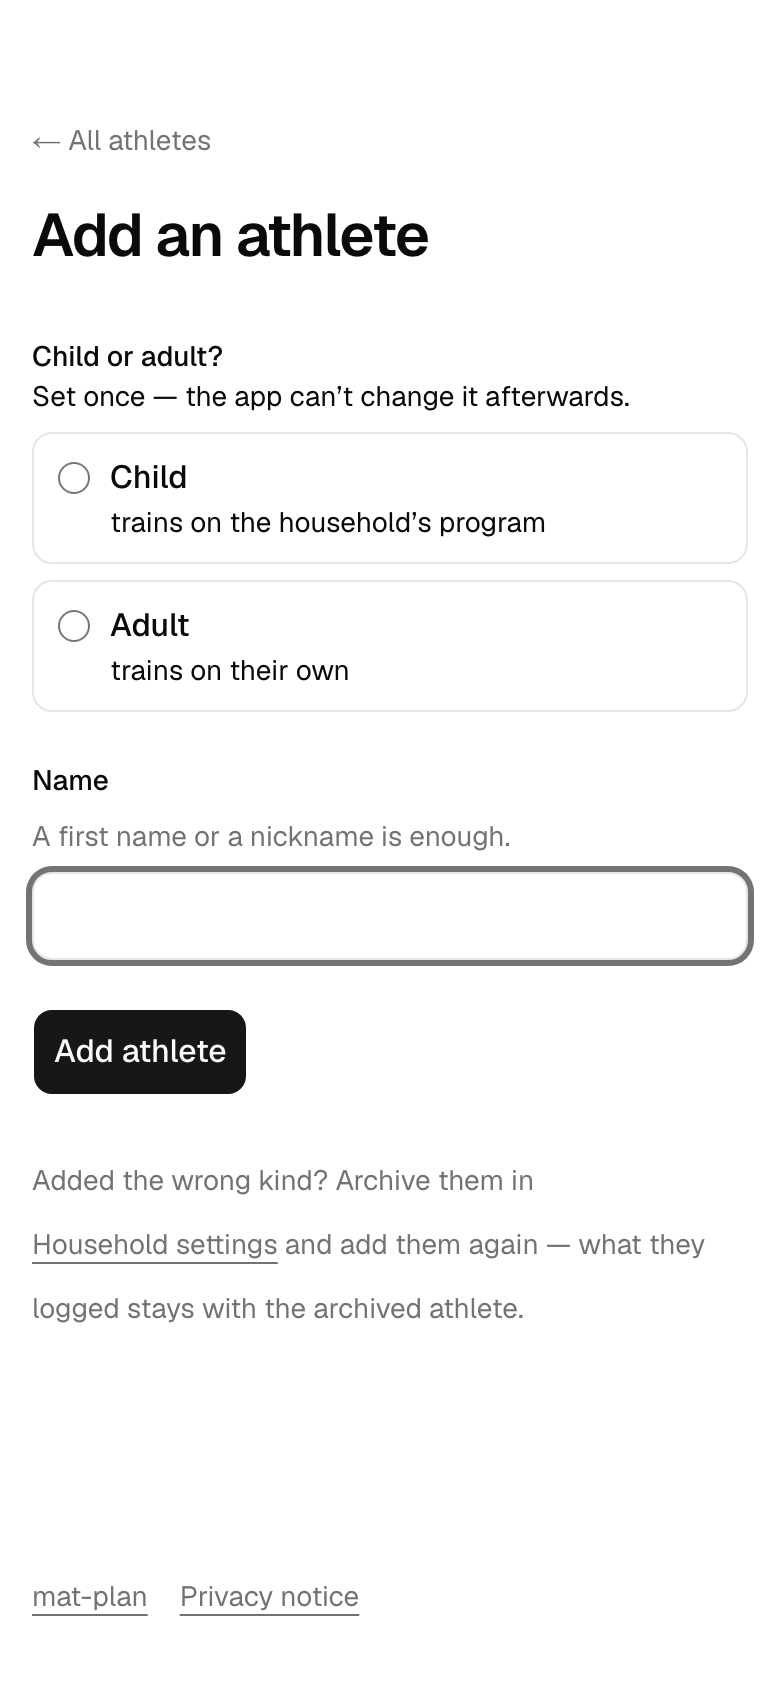 ← All athletes
Add an athlete
Child or adult?
Set once — the app can’t change it afterwards.
Child
trains on the household’s program
Adult
trains on their own
Name
A first name or a nickname is enough.
Add athlete
Added the wrong kind? Archive them in
Household settings and add them again — what they
logged stays with the archived athlete.
mat-plan Privacy notice